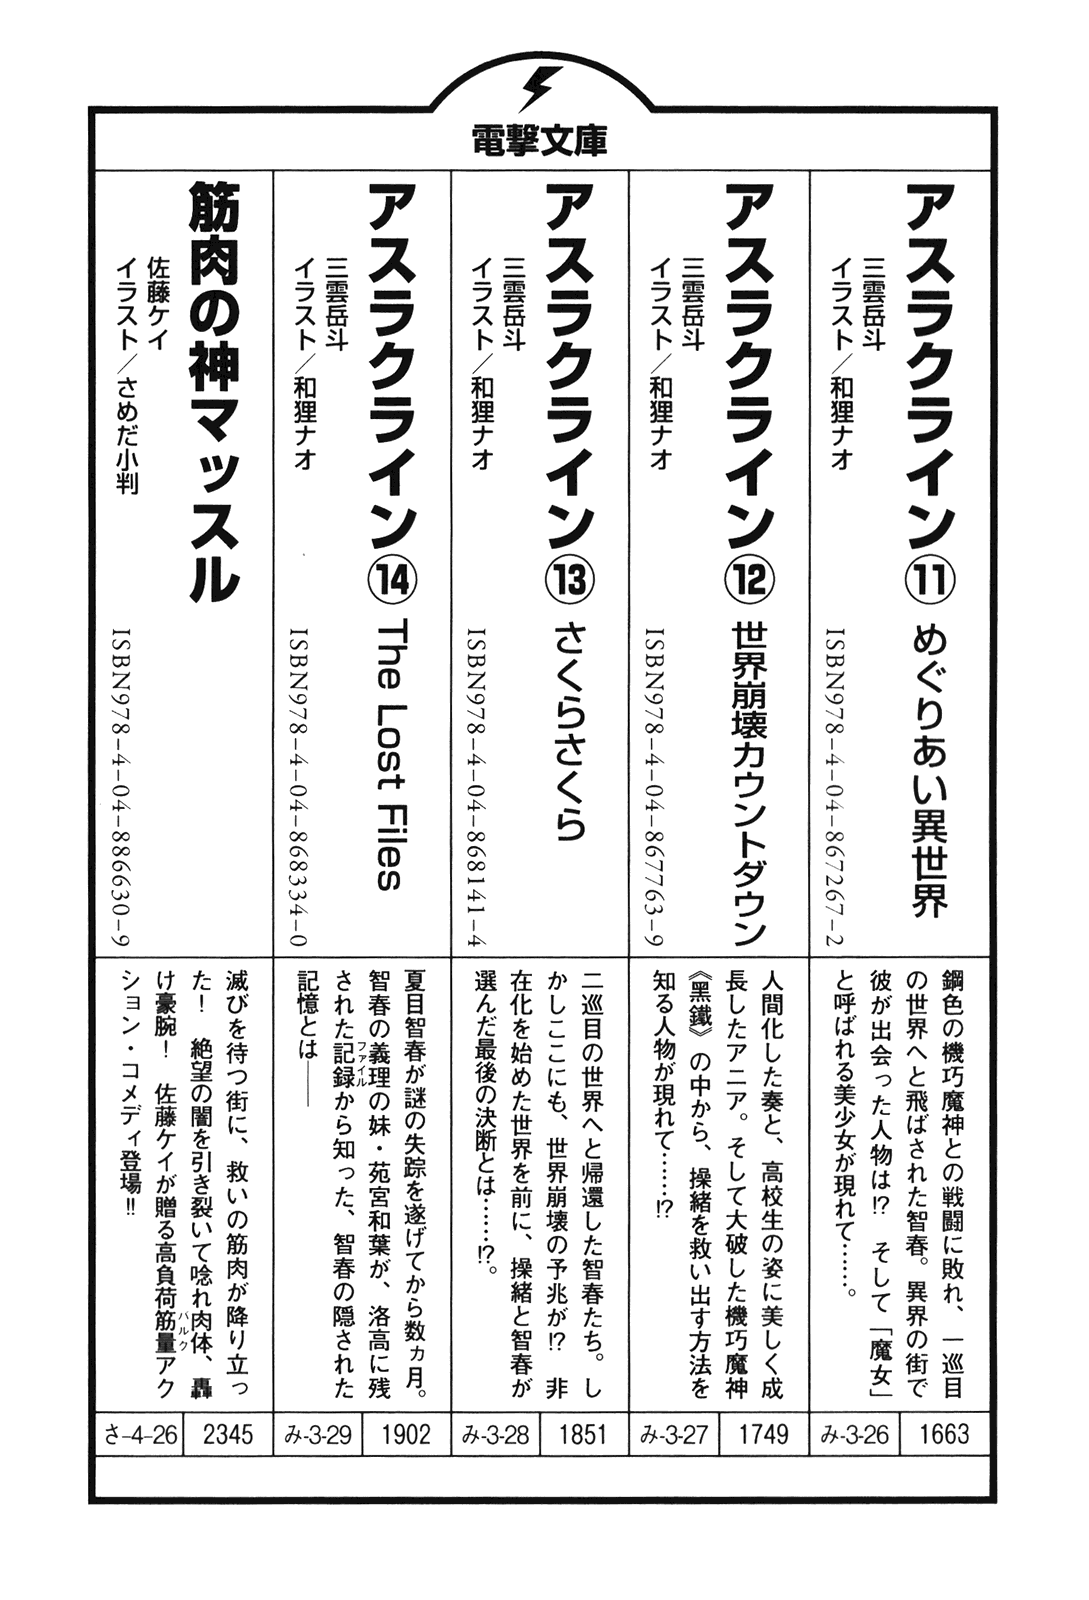 電撃文庫
アスラクライン⑪ めぐりあい異世界
三雲岳斗
イラスト／和狸ナオ
ISBN978-4-04-867267-2
鋼色の機巧魔神との戦闘に敗れ、一巡目
の世界へと飛ばされた智春。異界の街で
彼が出会った人物は!? そして「魔女」
と呼ばれる美少女が現れて……。
み-3-26
1663
アスラクライン⑫ 世界崩壊カウントダウン
三雲岳斗
イラスト／和狸ナオ
ISBN978-4-04-867763-9
人間化した奏と、高校生の姿に美しく成
長したアニア。そして大破した機巧魔神
《黑鐵》の中から、操緒を救い出す方法を
知る人物が現れて……!?
み-3-27
1749
アスラクライン⑬ さくらさくら
三雲岳斗
イラスト／和狸ナオ
ISBN978-4-04-868141-4
二巡目の世界へと帰還した智春たち。し
かしここにも、世界崩壊の予兆が!? 非
在化を始めた世界を前に、操緒と智春が
選んだ最後の決断とは……!?。
み-3-28
1851
アスラクライン⑭ The Lost Files
三雲岳斗
イラスト／和狸ナオ
ISBN978-4-04-868334-0
夏目智春が謎の失踪を遂げてから数ヵ月。
智春の義理の妹・苑宮和葉が、洛高に残
された記録から知った、智春の隠された
ファイル
記憶とは――
み-3-29
1902
筋肉の神マッスル
佐藤ケイ
イラスト／さめだ小判
ISBN978-4-04-886630-9
滅びを待つ街に、救いの筋肉が降り立っ
た！ 絶望の闇を引き裂いて唸れ肉体、轟
け豪腕！ 佐藤ケイが贈る高負荷筋量アク
バルク
ション・コメディ登場!!
さ-4-26
2345